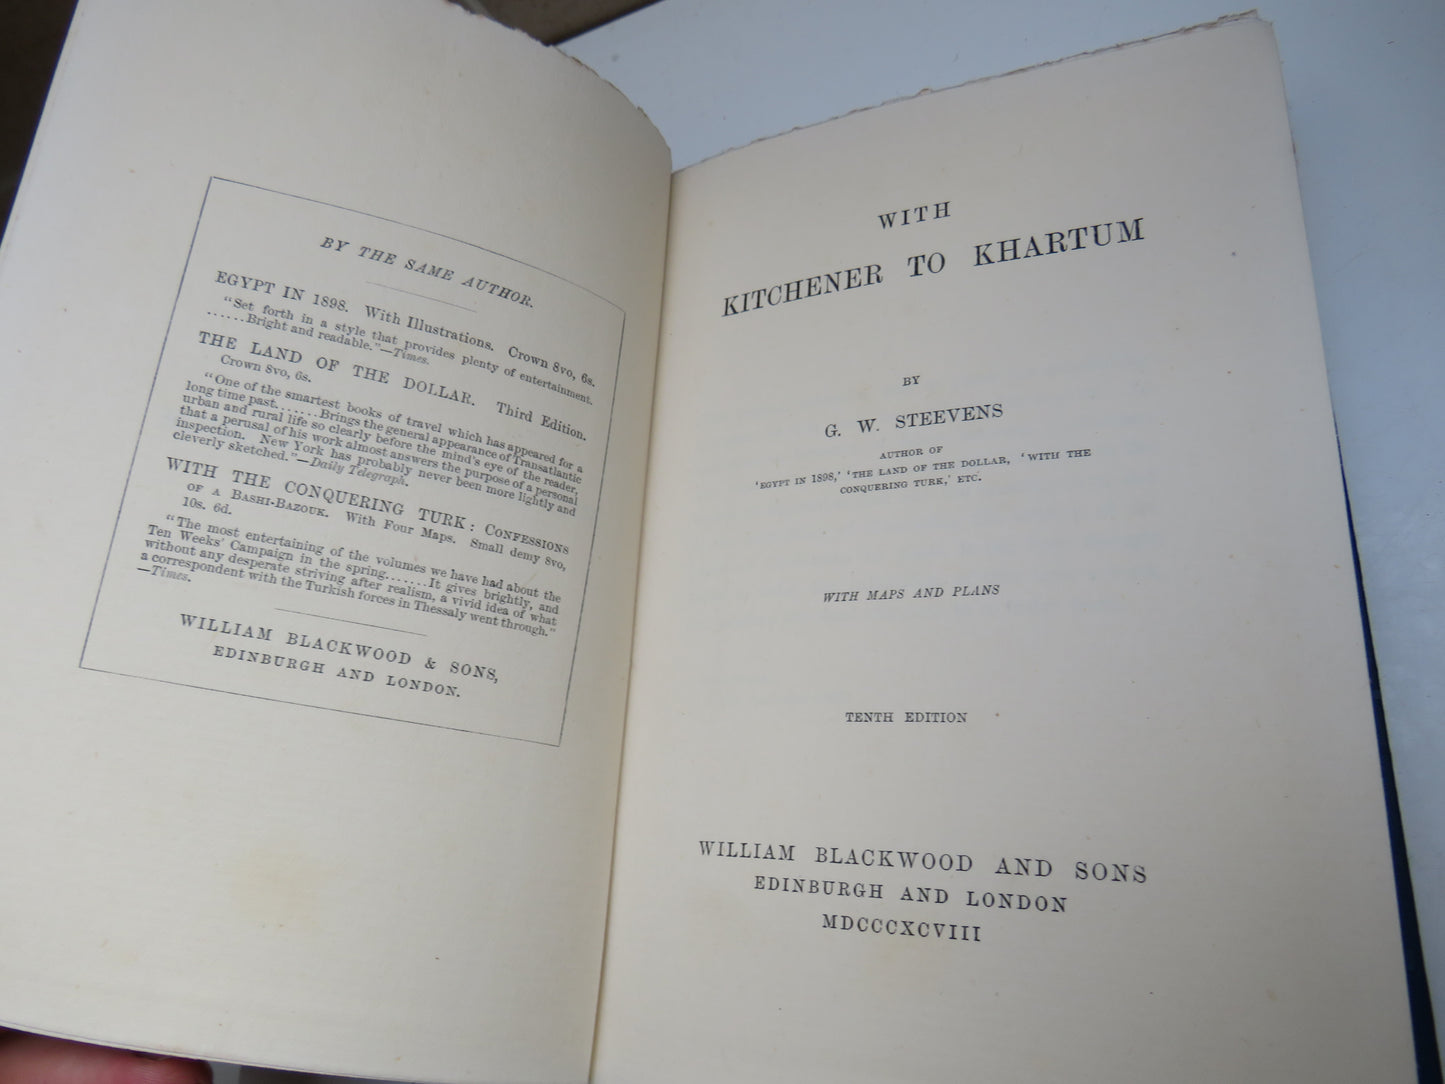 BY THE SAME AUTHOR.
EGYPT IN 1898. With Illustrations. Crown 8vo, 6s.
"Set forth in a style that provides plenty of entertainment.
......Bright and readable."—Times.
THE LAND OF THE DOLLAR. Third Edition.
Crown 8vo, 6s.
"One of the smartest books of travel which has appeared for a
long time past.......Brings the general appearance of Transatlantic
urban and rural life so clearly before the mind's eye of the reader,
that a perusal of his work almost answers the purpose of a personal
inspection. New York has probably never been more lightly and
cleverly sketched."—Daily Telegraph.
WITH THE CONQUERING TURK: CONFESSIONS
OF A BASHI-BAZOUK. With Four Maps. Small demy 8vo,
10s. 6d.
"The most entertaining of the volumes we have had about the
Ten Weeks' Campaign in the spring.......It gives brightly, and
without any desperate striving after realism, a vivid idea of what
a correspondent with the Turkish forces in Thessaly went through."
—Times.
WILLIAM BLACKWOOD & SONS,
EDINBURGH AND LONDON.
WITH
KITCHENER TO KHARTUM
BY
G. W. STEEVENS
AUTHOR OF
'EGYPT IN 1898,' 'THE LAND OF THE DOLLAR, 'WITH THE
CONQUERING TURK,' ETC.
WITH MAPS AND PLANS
TENTH EDITION
WILLIAM BLACKWOOD AND SONS
EDINBURGH AND LONDON
MDCCCXCVIII